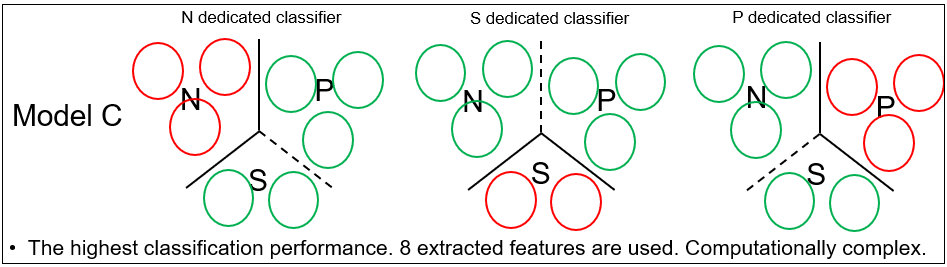 N dedicated classifier
S dedicated classifier
P dedicated classifier
Model C
N
P
S
N
P
S
N
P
S
• The highest classification performance. 8 extracted features are used. Computationally complex.